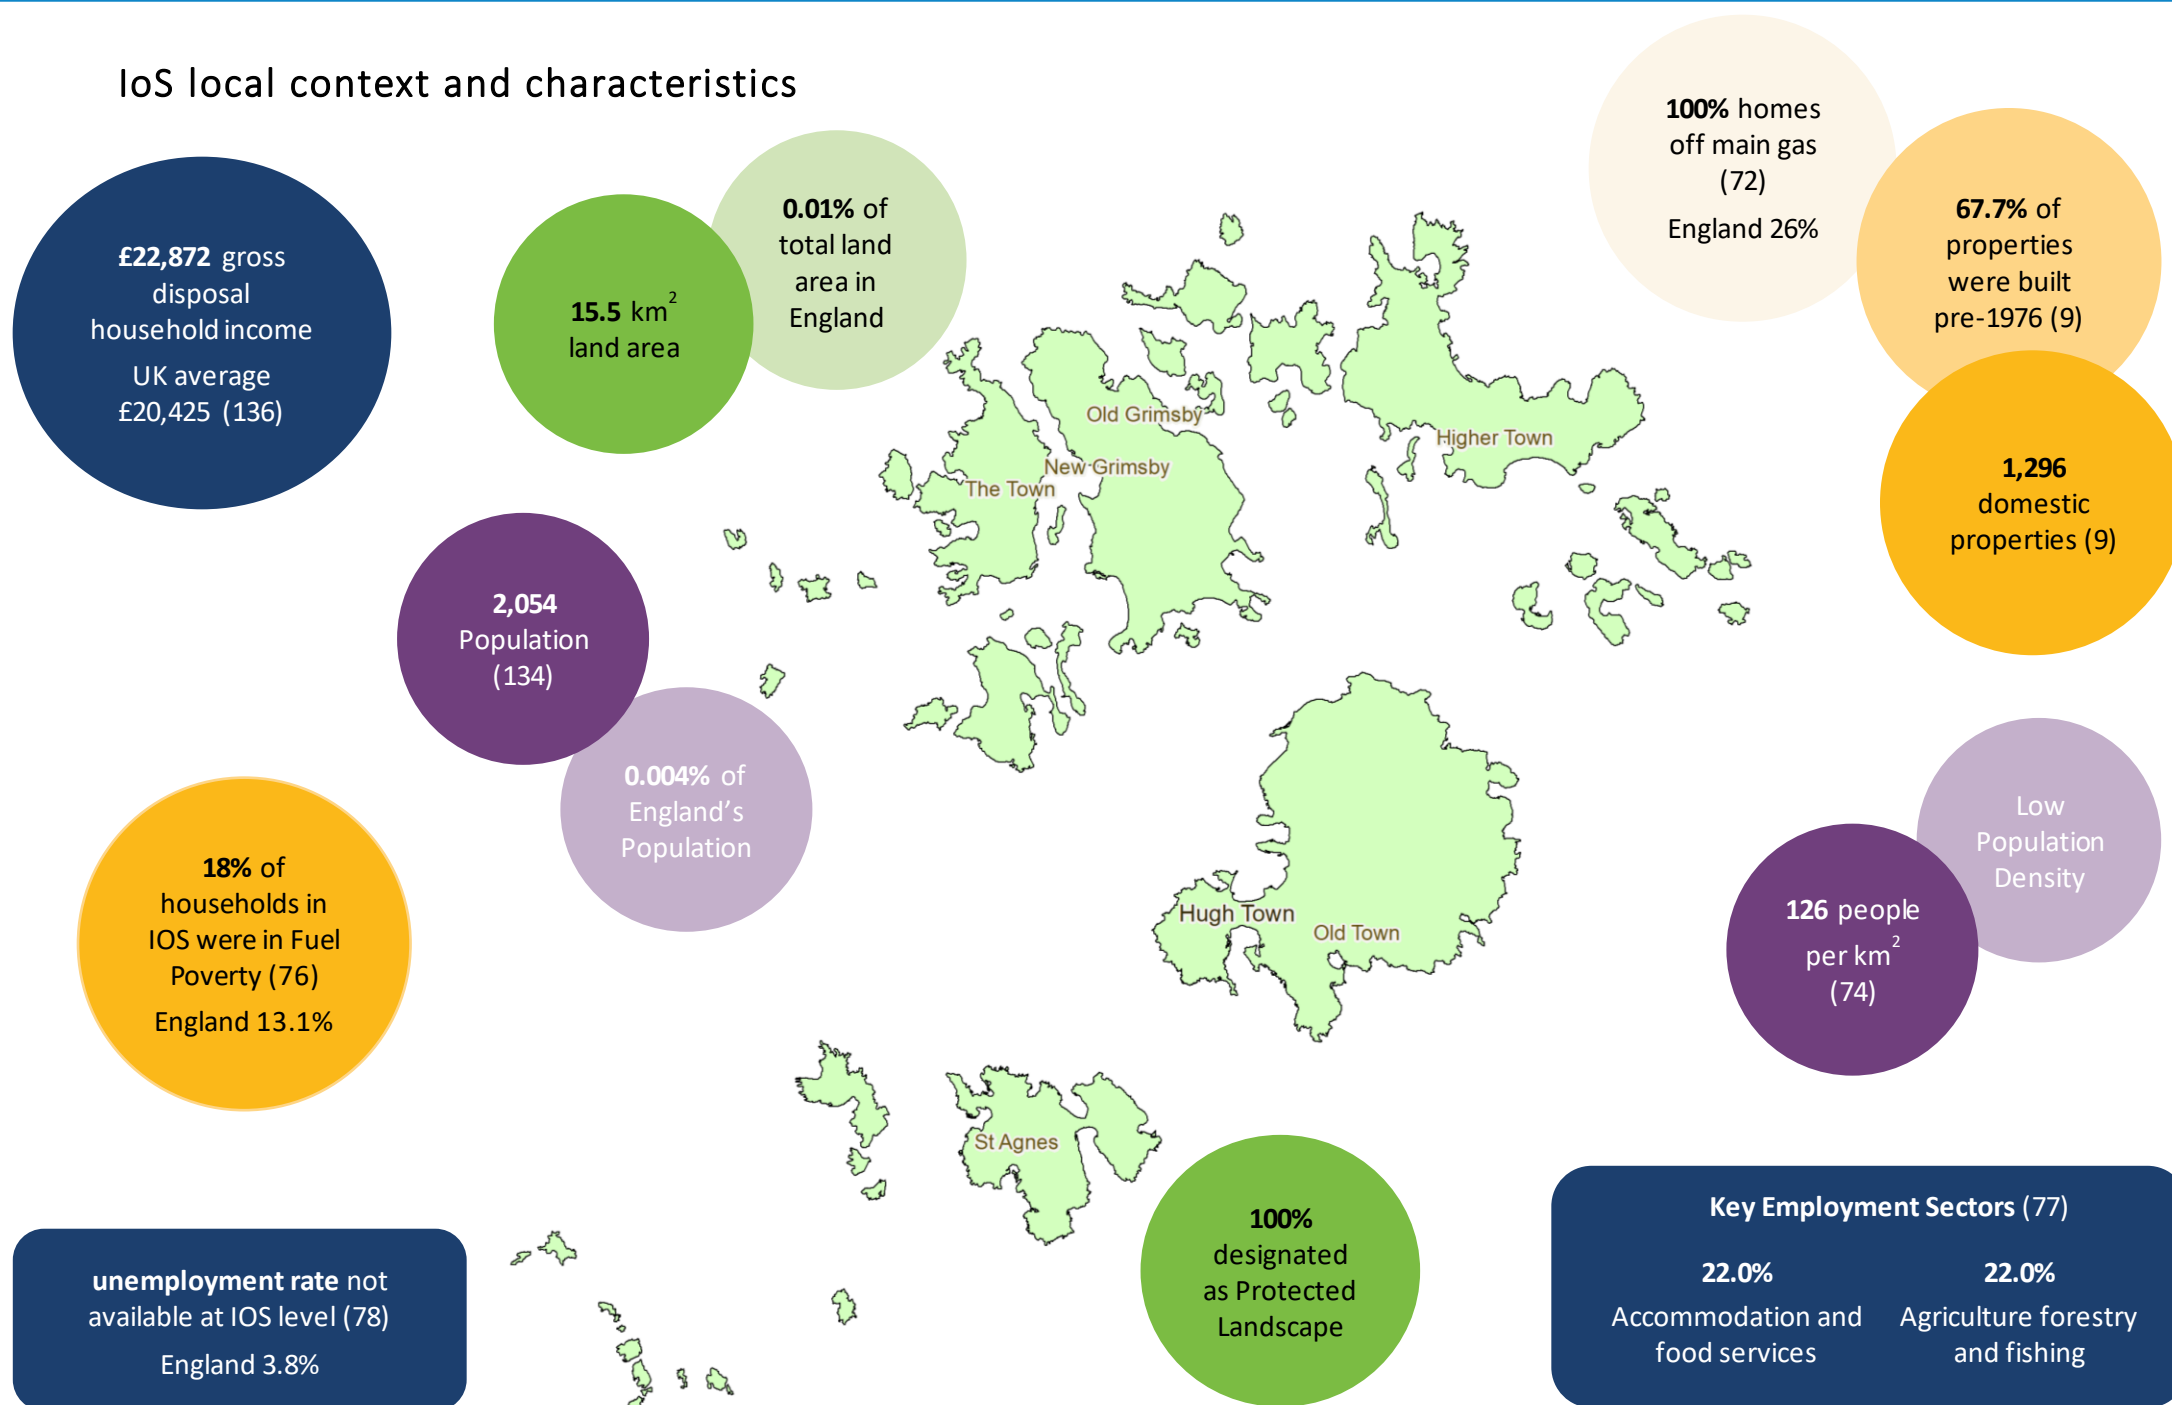 IoS local context and characteristics
£22,872 gross
disposal
household income
UK average
£20,425 (136)
15.5 km²
land area
0.01% of
total land
area in
England
100% homes
off main gas
(72)
England 26%
67.7% of
properties
were built
pre-1976 (9)
1,296
domestic
properties (9)
2,054
Population
(134)
0.004% of
England’s
Population
Old Grimsby
New Grimsby
The Town
Higher Town
Hugh Town
Old Town
St Agnes
Low
Population
Density
126 people
per km²
(74)
18% of
households in
IOS were in Fuel
Poverty (76)
England 13.1%
unemployment rate not
available at IOS level (78)
England 3.8%
100%
designated
as Protected
Landscape
Key Employment Sectors (77)
22.0%
Accommodation and
food services
22.0%
Agriculture forestry
and fishing